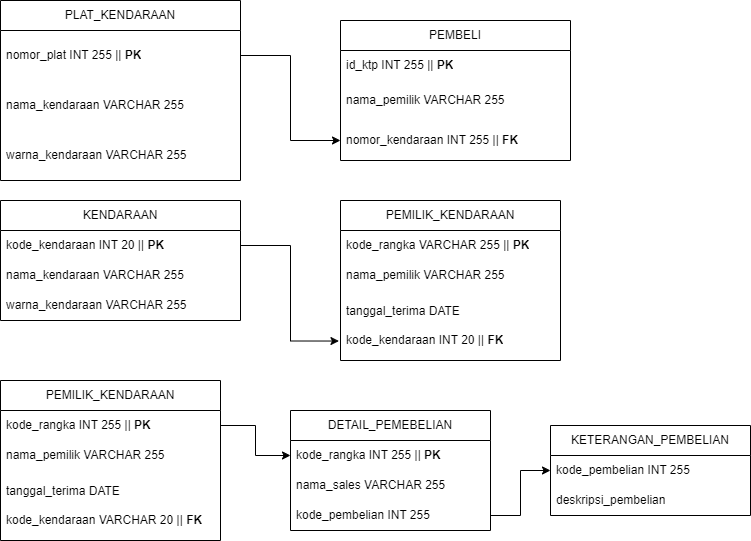 PLAT_KENDARAAN
nomor_plat INT 255 || PK
nama_kendaraan VARCHAR 255
warna_kendaraan VARCHAR 255
PEMBELI
id_ktp INT 255 || PK
nama_pemilik VARCHAR 255
nomor_kendaraan INT 255 || FK
KENDARAAN
kode_kendaraan INT 20 || PK
nama_kendaraan VARCHAR 255
warna_kendaraan VARCHAR 255
PEMILIK_KENDARAAN
kode_rangka VARCHAR 255 || PK
nama_pemilik VARCHAR 255
tanggal_terima DATE
kode_kendaraan INT 20 || FK
PEMILIK_KENDARAAN
kode_rangka INT 255 || PK
nama_pemilik VARCHAR 255
tanggal_terima DATE
kode_kendaraan VARCHAR 20 || FK
DETAIL_PEMEBELIAN
kode_rangka INT 255 || PK
nama_sales VARCHAR 255
kode_pembelian INT 255
KETERANGAN_PEMBELIAN
kode_pembelian INT 255
deskripsi_pembelian